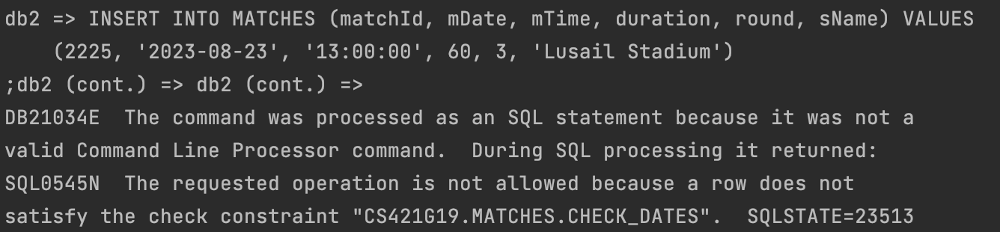 db2 => INSERT INTO MATCHES (matchId, mDate, mTime, duration, round, sName) VALUES
    (2225, '2023-08-23', '13:00:00', 60, 3, 'Lusail Stadium')
;db2 (cont.) => db2 (cont.) =>
DB21034E  The command was processed as an SQL statement because it was not a
valid Command Line Processor command.  During SQL processing it returned:
SQL0545N  The requested operation is not allowed because a row does not
satisfy the check constraint "CS421G19.MATCHES.CHECK_DATES".  SQLSTATE=23513